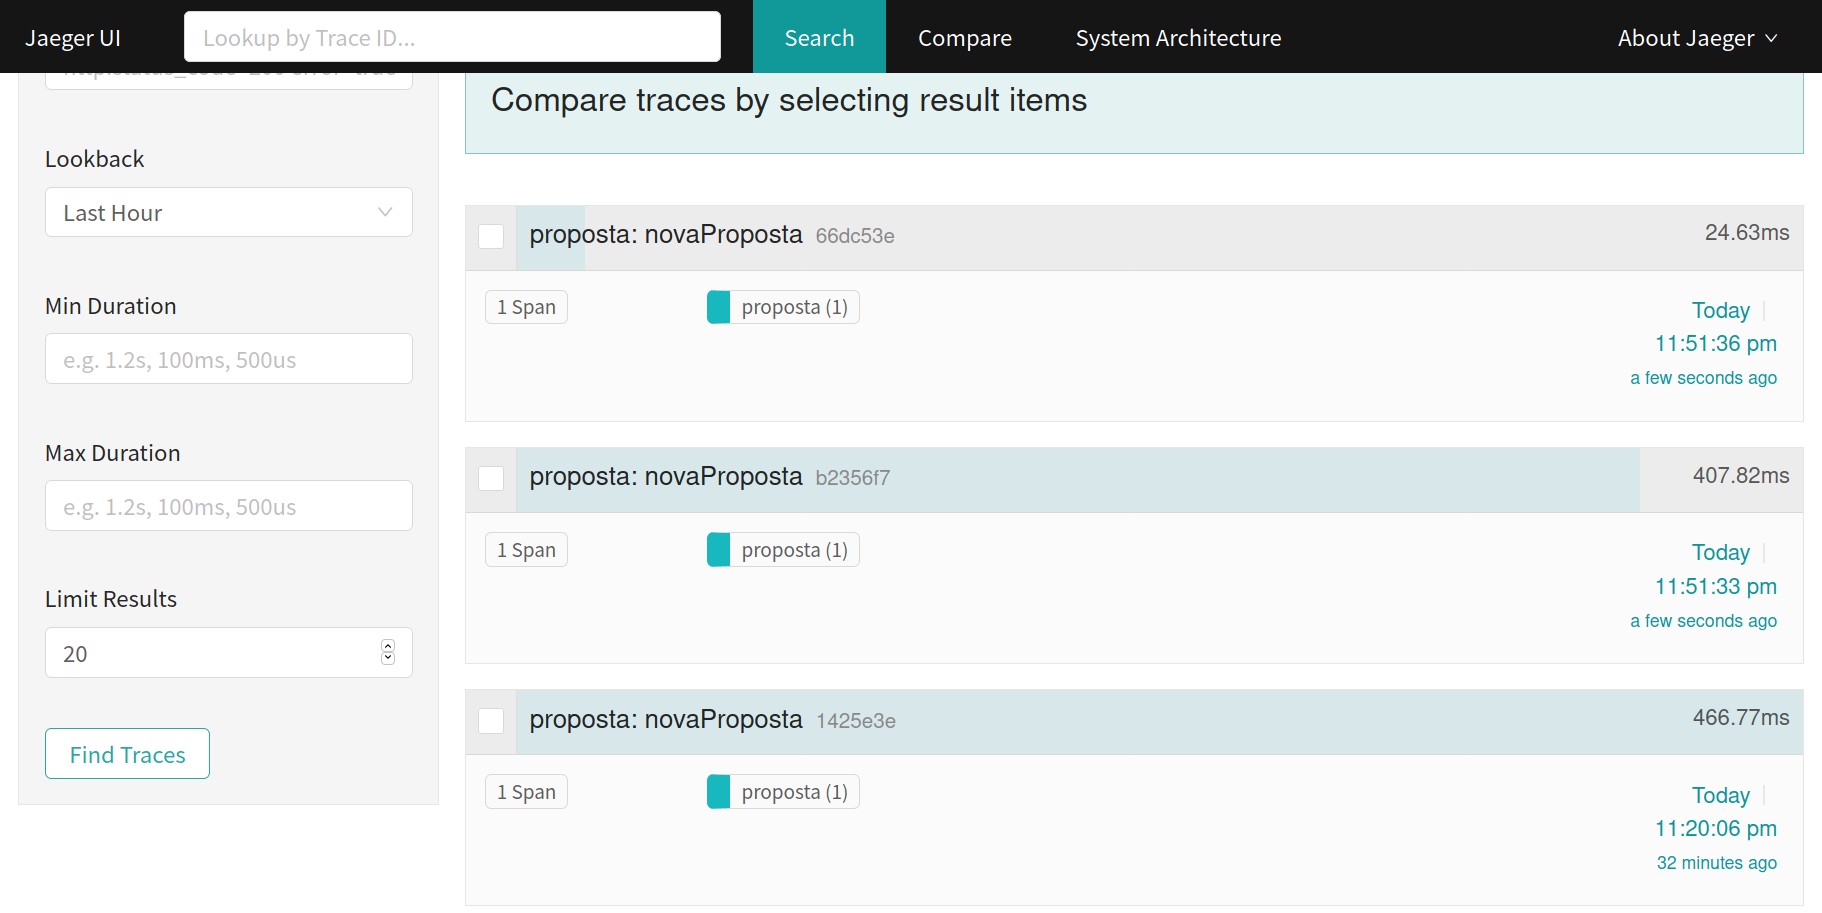 Jaeger UI
Lookup by Trace ID...
Search
Compare
System Architecture
About Jaeger
Lookback
Last Hour
Min Duration
e.g. 1.2s, 100ms, 500us
Max Duration
e.g. 1.2s, 100ms, 500us
Limit Results
20
Find Traces
Compare traces by selecting result items
proposta: novaProposta 66dc53e
24.63ms
1 Span
proposta (1)
Today
11:51:36 pm
a few seconds ago
proposta: novaProposta b2356f7
407.82ms
1 Span
proposta (1)
Today
11:51:33 pm
a few seconds ago
proposta: novaProposta 1425e3e
466.77ms
1 Span
proposta (1)
Today
11:20:06 pm
32 minutes ago